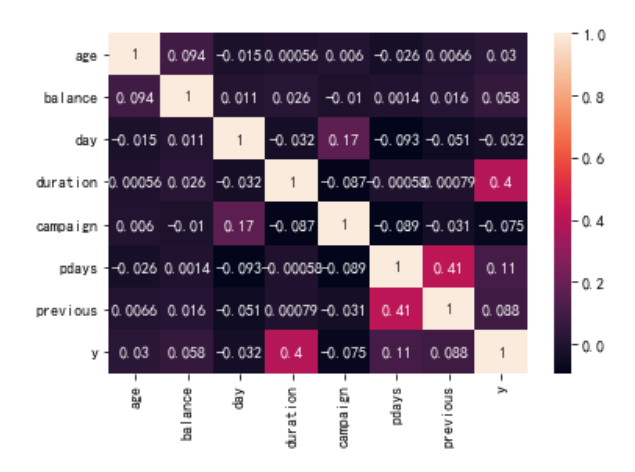 age 1 0.094 -0.015 0.00056 0.006 -0.026 0.0066 0.03
balance 0.094 1 0.011 0.026 -0.01 0.0014 0.016 0.058
day -0.015 0.011 1 -0.032 0.17 -0.093 -0.051 -0.032
duration 0.00056 0.026 -0.032 1 -0.087 -0.00058 0.00079 0.4
campaign 0.006 -0.01 0.17 -0.087 1 -0.089 -0.031 -0.075
pdays -0.026 0.0014 -0.093 -0.00058 -0.089 1 0.41 0.11
previous 0.0066 0.016 -0.051 0.00079 -0.031 0.41 1 0.088
y 0.03 0.058 -0.032 0.4 -0.075 0.11 0.088 1
age balance day duration campaign pdays previous y
1.0
0.8
0.6
0.4
0.2
0.0